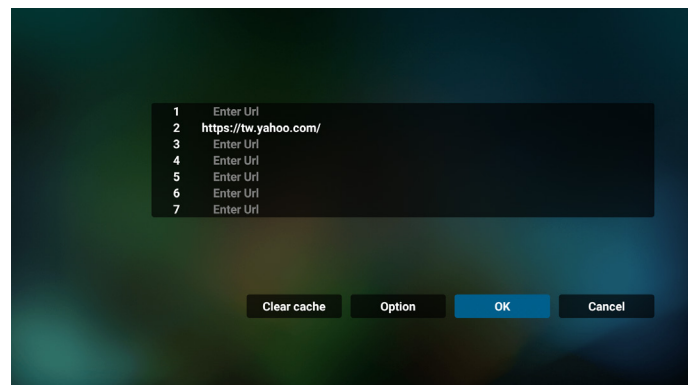 1 Enter Url
2 https://tw.yahoo.com/
3 Enter Url
4 Enter Url
5 Enter Url
6 Enter Url
7 Enter Url
Clear cache Option OK Cancel